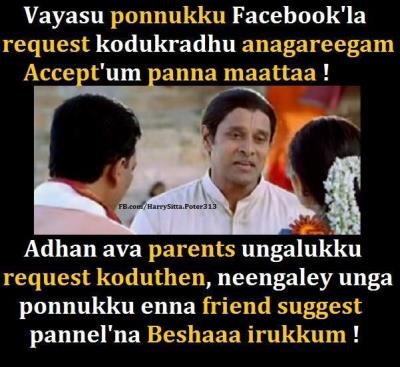 Vayasu ponnukku Facebook'la
request kodukradhu anagareegam
Accept'um panna maattaa !
FB.com/HarrySitta.Poter313
Adhan ava parents ungalukku
request koduthen, neengaley unga
ponnukku enna friend suggest
pannel'na Beshaaa irukkum !